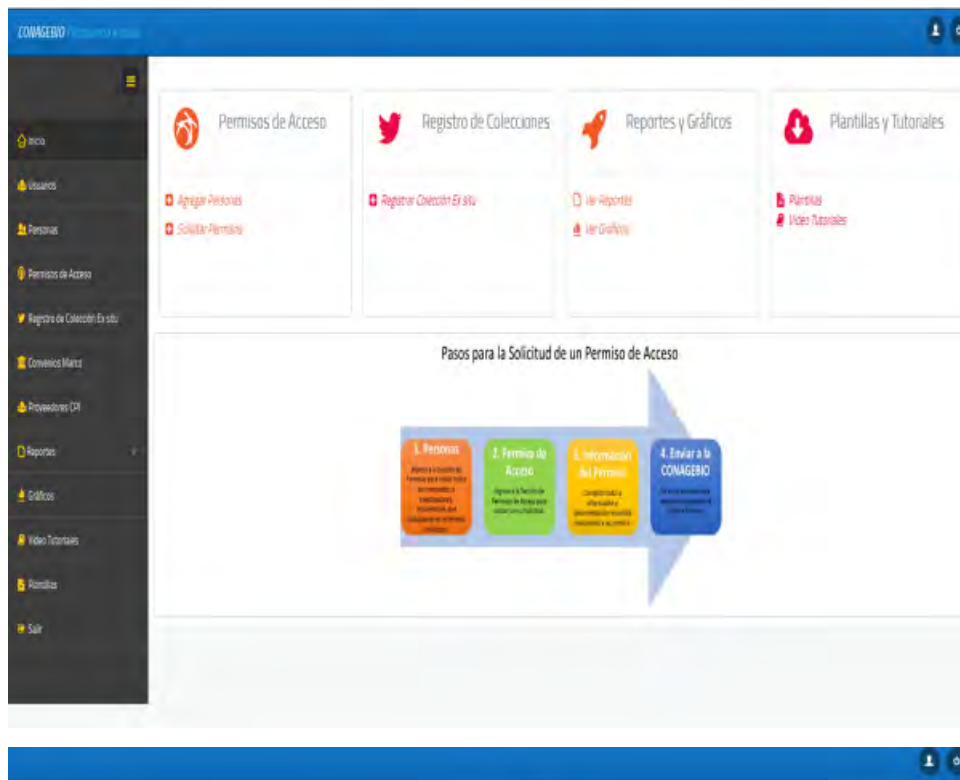 CONAGEBIO
Permisos de Acceso
Registro de Colecciones
Reportes y Gráficos
Plantillas y Tutoriales
Agregar Personas
Solicitar Permisos
Registrar Colección Ex situ
Ver Reportes
Ver Gráficos
Plantillas
Video Tutoriales
Inicio
Usuarios
Personas
Permisos de Acceso
Registro de Colección Ex situ
Convenios Marco
Proveedores CPI
Reportes
Gráficos
Video Tutoriales
Plantillas
Salir
Pasos para la Solicitud de un Permiso de Acceso
1. Personas
2. Permiso de
Acceso
3. Información
del Permiso
4. Enviar a la
CONAGEBIO